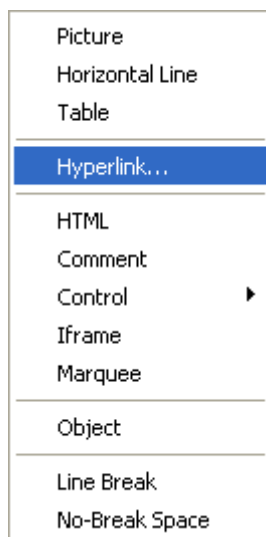 Picture
Horizontal Line
Table
Hyperlink...
HTML
Comment
Control
Iframe
Marquee
Object
Line Break
No-Break Space